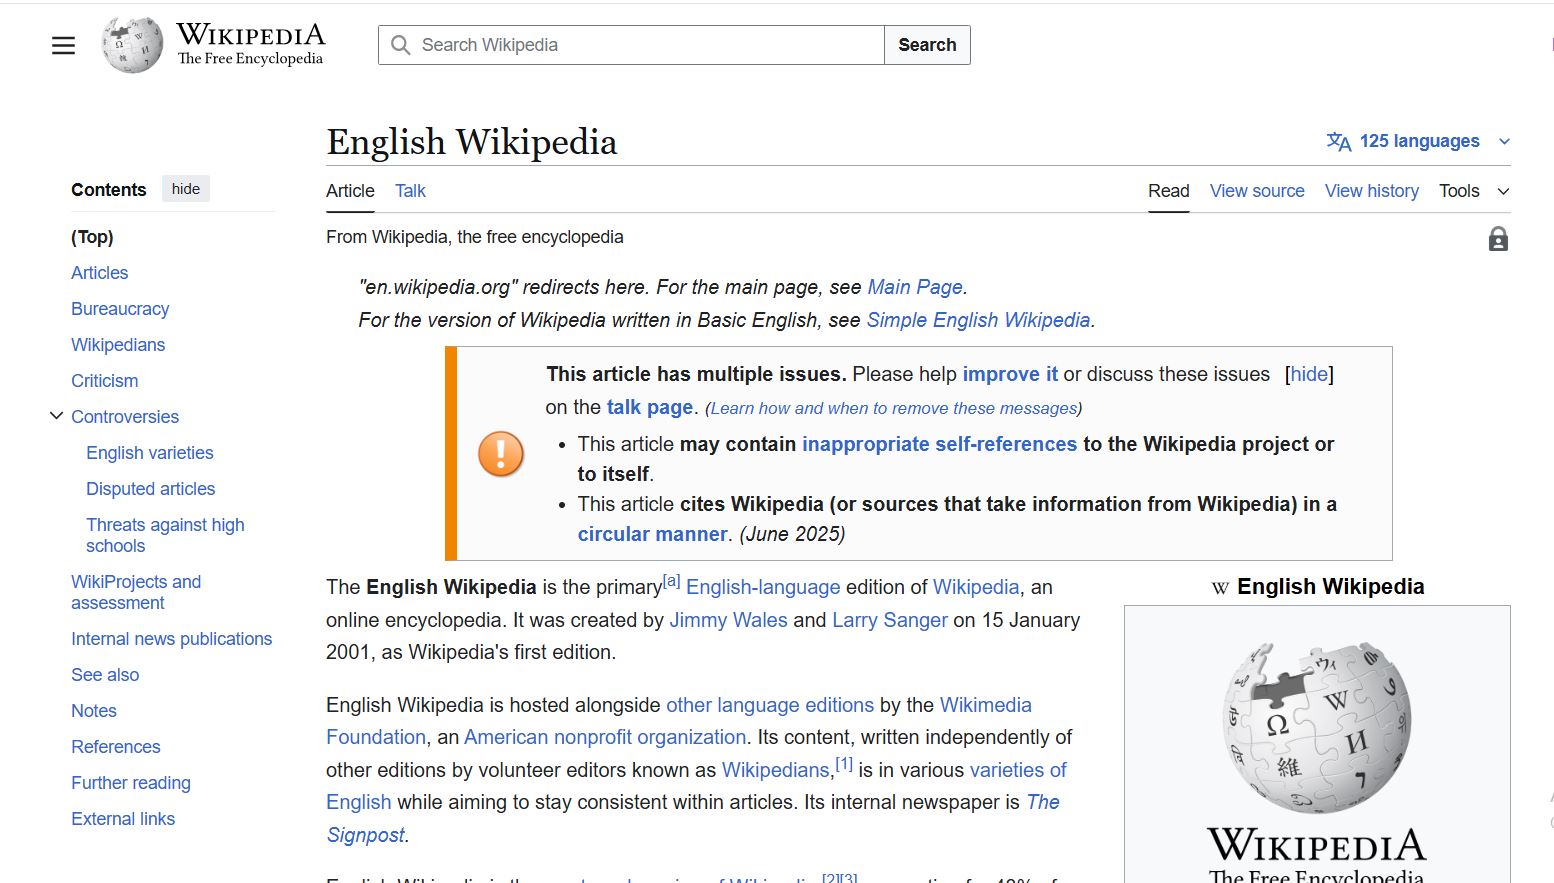 WIKIPEDIA
The Free Encyclopedia
Search Wikipedia
Search
English Wikipedia
125 languages
Contents hide
(Top)
Articles
Bureaucracy
Wikipedians
Criticism
Controversies
English varieties
Disputed articles
Threats against high
schools
WikiProjects and
assessment
Internal news publications
See also
Notes
References
Further reading
External links
Article Talk
Read View source View history Tools
From Wikipedia, the free encyclopedia
"en.wikipedia.org" redirects here. For the main page, see Main Page.
For the version of Wikipedia written in Basic English, see Simple English Wikipedia.
This article has multiple issues. Please help improve it or discuss these issues [hide]
on the talk page. (Learn how and when to remove these messages)
• This article may contain inappropriate self-references to the Wikipedia project or
to itself.
• This article cites Wikipedia (or sources that take information from Wikipedia) in a
circular manner. (June 2025)
The English Wikipedia is the primary[a] English-language edition of Wikipedia, an
online encyclopedia. It was created by Jimmy Wales and Larry Sanger on 15 January
2001, as Wikipedia's first edition.
English Wikipedia is hosted alongside other language editions by the Wikimedia
Foundation, an American nonprofit organization. Its content, written independently of
other editions by volunteer editors known as Wikipedians,[1] is in various varieties of
English while aiming to stay consistent within articles. Its internal newspaper is The
Signpost.
W English Wikipedia
Ω W И 維
WIKIPEDIA
The Free Encyclopedia